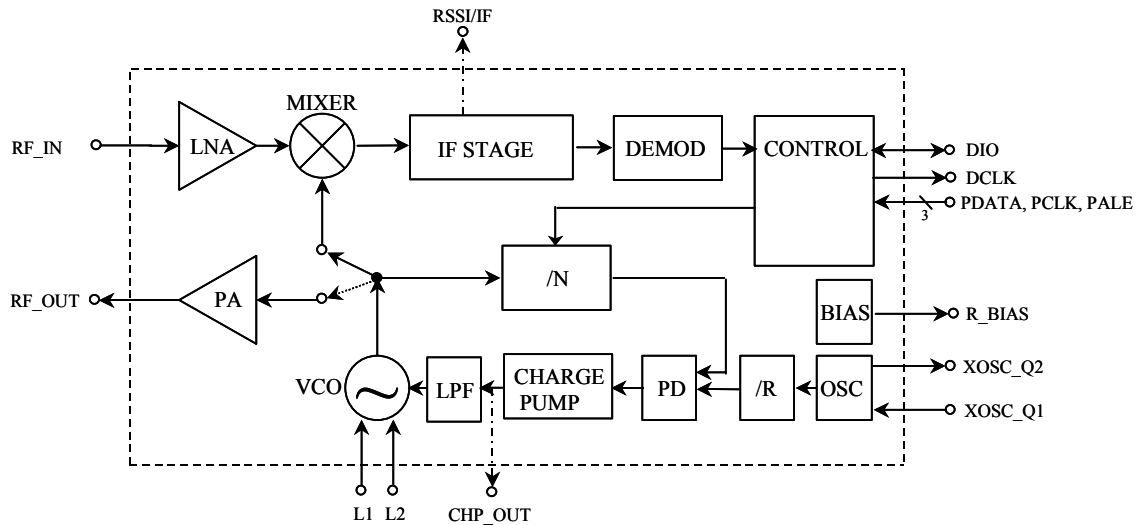 RSSI/IF
MIXER
RF_IN
LNA
IF STAGE
DEMOD
CONTROL
DIO
DCLK
PDATA, PCLK, PALE
3
/N
RF_OUT
PA
BIAS
R_BIAS
VCO
LPF
CHARGE
PUMP
PD
/R
OSC
XOSC_Q2
XOSC_Q1
L1
L2
CHP_OUT